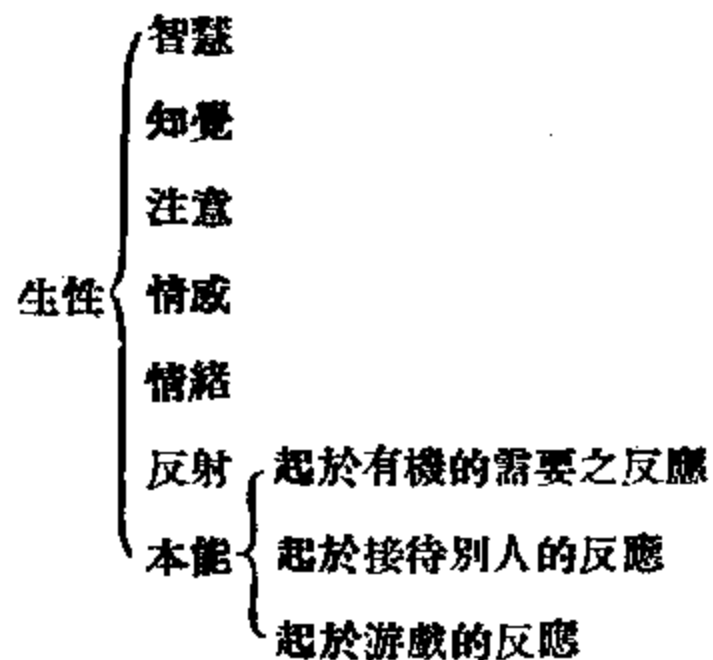 智慧
知覺
注意
生性
情感
情緒
反射
起於有機的需要之反應
本能
起於接待別人的反應
起於游戲的反應